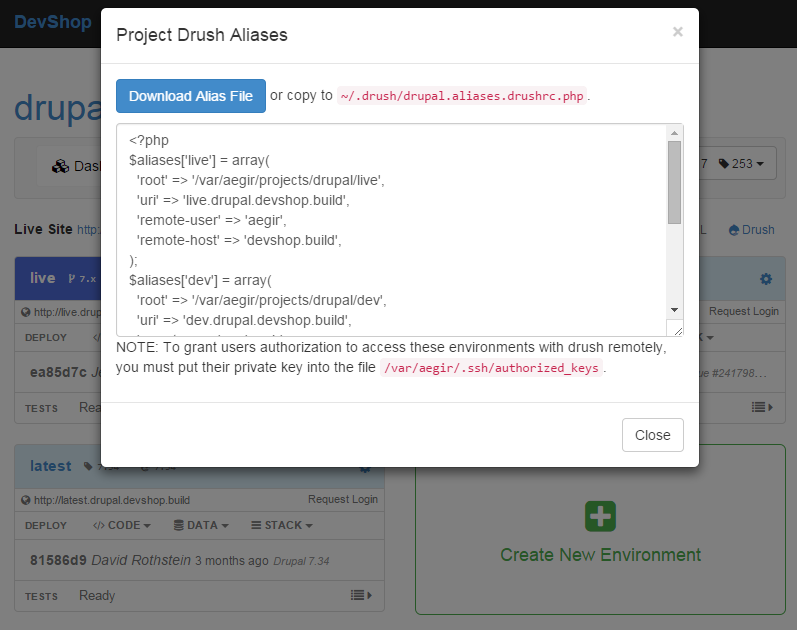 DevShop
Project Drush Aliases
×
drupa
Download Alias File or copy to ~/.drush/drupal.aliases.drushrc.php.
<?php
$aliases['live'] = array(
'root' => '/var/aegir/projects/drupal/live',
'uri' => 'live.drupal.devshop.build',
'remote-user' => 'aegir',
'remote-host' => 'devshop.build',
);
$aliases['dev'] = array(
'root' => '/var/aegir/projects/drupal/dev',
'uri' => 'dev.drupal.devshop.build',
NOTE: To grant users authorization to access these environments with drush remotely,
you must put their private key into the file /var/aegir/.ssh/authorized_keys.
Close
Das
7 253
Live Site http:
L Drush
live 7.x
http://live.drup
Request Login
DEPLOY </
K
ea85d7c Je
ue #241798...
TESTS Rea
latest
http://latest.drupal.devshop.build Request Login
DEPLOY </> CODE DATA STACK
81586d9 David Rothstein 3 months ago Drupal 7.34
TESTS Ready
Create New Environment